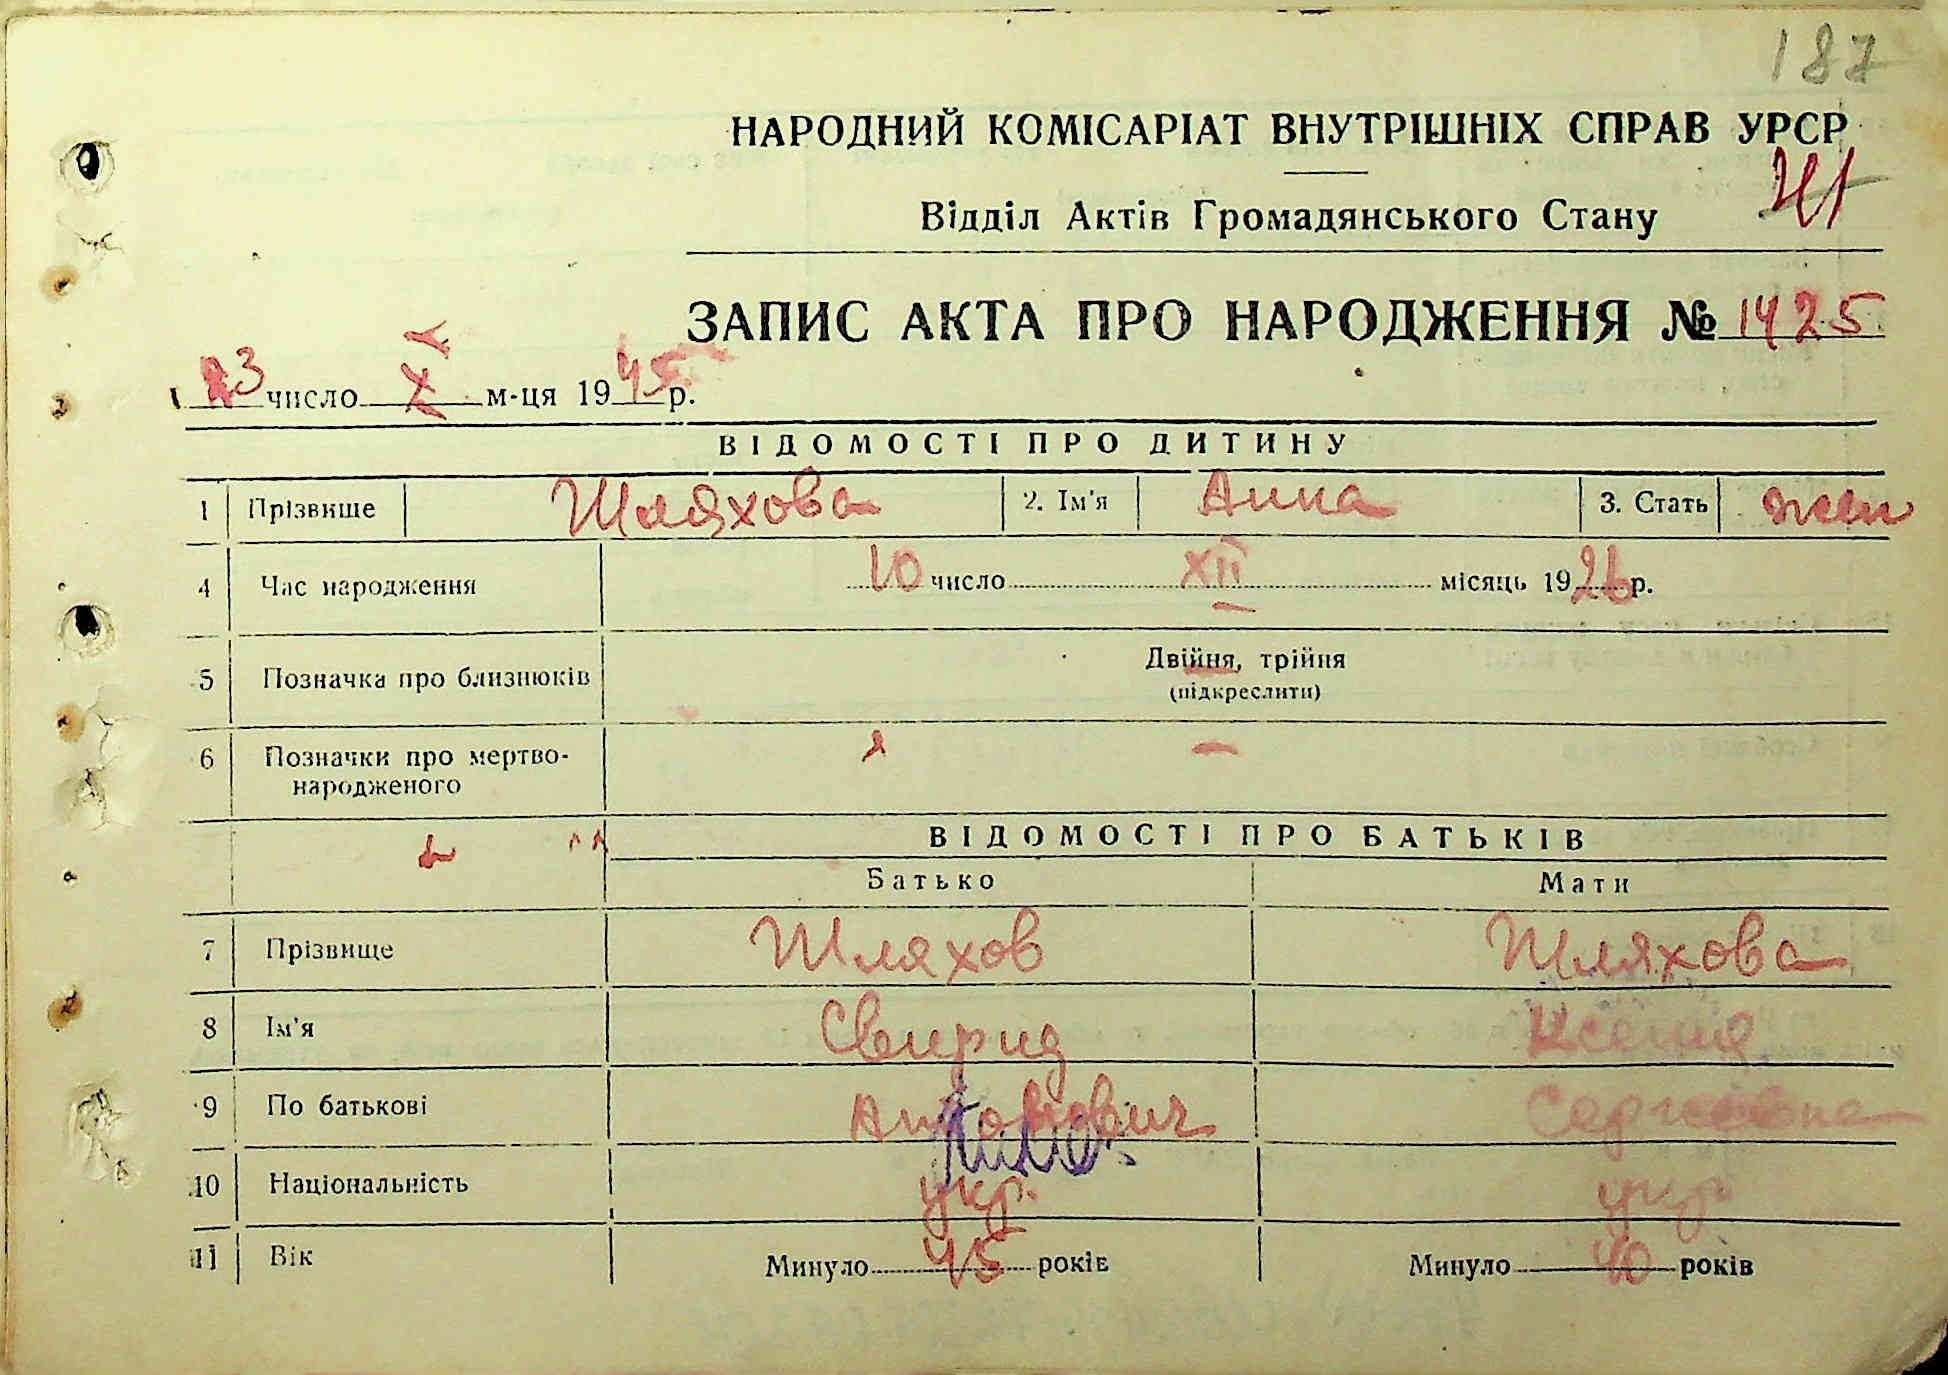 187
НАРОДНИЙ КОМІСАРІАТ ВНУТРІШНІХ СПРАВ УРСР
Відділ Актів Громадянського Стану
ЗАПИС АКТА ПРО НАРОДЖЕННЯ № 1425
23 число X м-ця 1945 р.
ВІДОМОСТІ ПРО ДИТИНУ
1 Прізвише Шляхова 2. Ім'я Анна 3. Стать жен
4 Час народження 10 число XII місяць 1926 р.
5 Позначка про близнюків Двійня, трійня
(підкреслити)
6 Позначки про мертво-
народженого —
ВІДОМОСТІ ПРО БАТЬКІВ
Батько Мати
7 Прізвище Шляхов Шляхова
8 Ім'я Свирид Ксения
9 По батькові Антонович Сергеевна
10 Національність укр. укр.
11 Вік Минуло 45 років Минуло 40 років